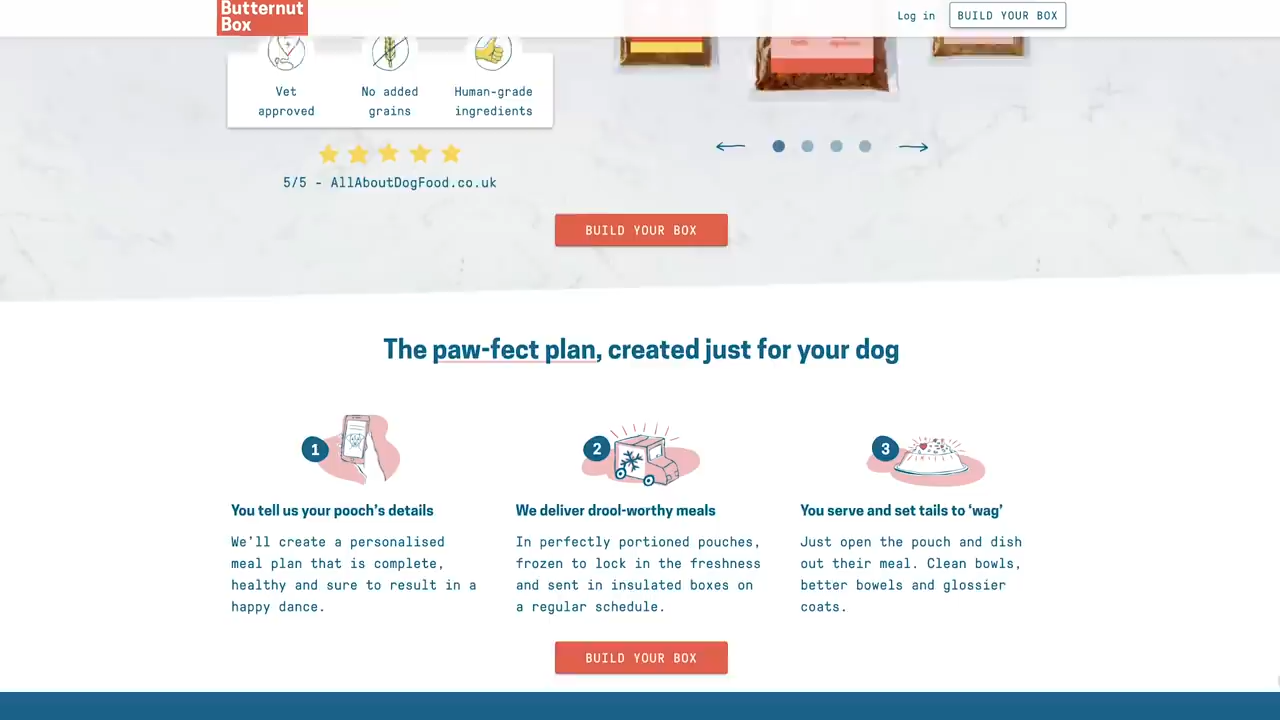 Butternut
Box
Log in
BUILD YOUR BOX
Vet
approved
No added
grains
Human-grade
ingredients
5/5 - AllAboutDogFood.co.uk
BUILD YOUR BOX
The paw-fect plan, created just for your dog
1
You tell us your pooch's details
We'll create a personalised
meal plan that is complete,
healthy and sure to result in a
happy dance.
2
We deliver drool-worthy meals
In perfectly portioned pouches,
frozen to lock in the freshness
and sent in insulated boxes on
a regular schedule.
3
You serve and set tails to ‘wag’
Just open the pouch and dish
out their meal. Clean bowls,
better bowels and glossier
coats.
BUILD YOUR BOX